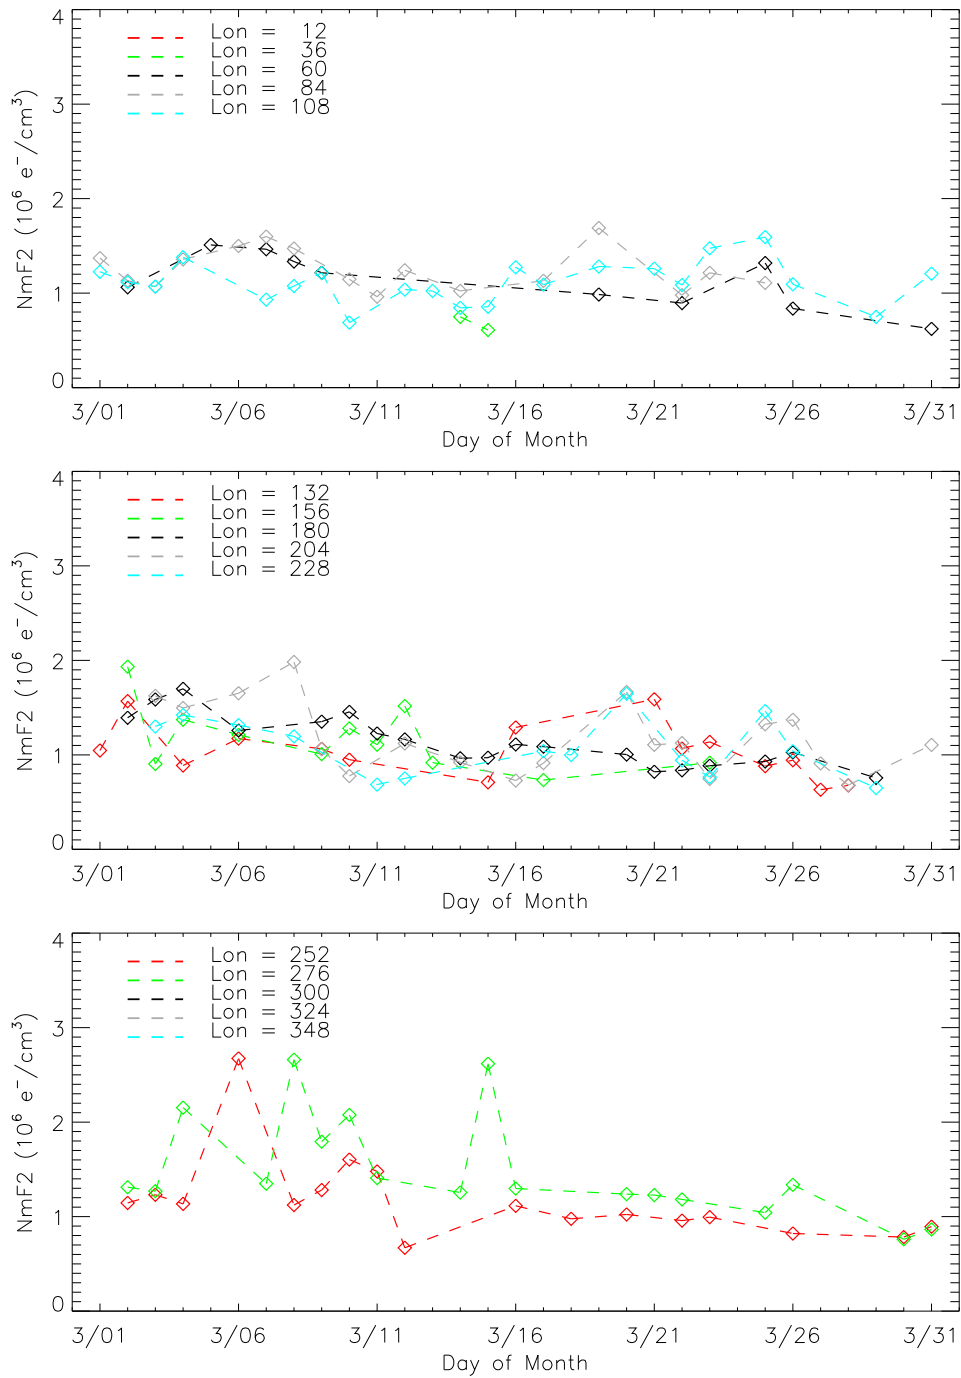 4
Lon = 12
Lon = 36
Lon = 60
Lon = 84
Lon = 108
3
2
1
0
NmF2 (10⁶ e⁻/cm³)
3/01 3/06 3/11 3/16 3/21 3/26 3/31
Day of Month
4
Lon = 132
Lon = 156
Lon = 180
Lon = 204
Lon = 228
3
2
1
0
NmF2 (10⁶ e⁻/cm³)
3/01 3/06 3/11 3/16 3/21 3/26 3/31
Day of Month
4
Lon = 252
Lon = 276
Lon = 300
Lon = 324
Lon = 348
3
2
1
0
NmF2 (10⁶ e⁻/cm³)
3/01 3/06 3/11 3/16 3/21 3/26 3/31
Day of Month